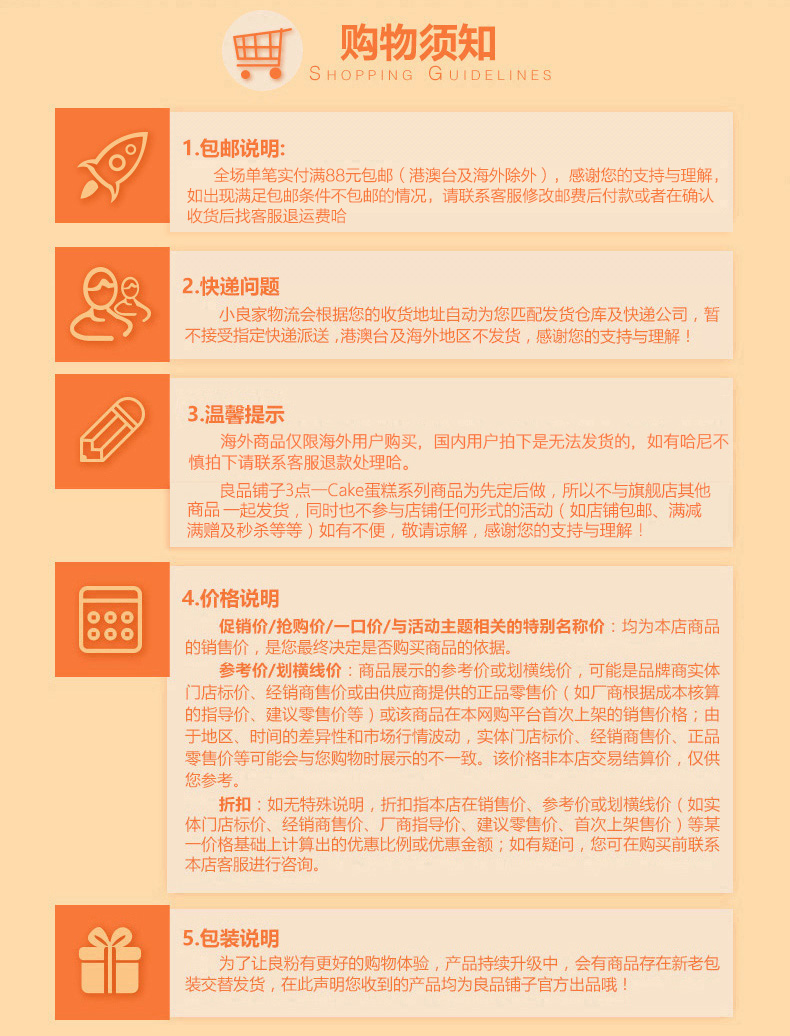 购物须知
SHOPPING GUIDELINES
1.包邮说明:
全场单笔实付满88元包邮（港澳台及海外除外），感谢您的支持与理解，
如出现满足包邮条件不包邮的情况，请联系客服修改邮费后付款或者在确认
收货后找客服退运费哈
2.快递问题
小良家物流会根据您的收货地址自动为您匹配发货仓库及快递公司，暂
不接受指定快递派送,港澳台及海外地区不发货，感谢您的支持与理解！
3.温馨提示
海外商品仅限海外用户购买，国内用户拍下是无法发货的，如有哈尼不
慎拍下请联系客服退款处理哈。
良品铺子3点一Cake蛋糕系列商品为先定后做，所以不与旗舰店其他
商品一起发货，同时也不参与店铺任何形式的活动（如店铺包邮、满减
满赠及秒杀等等）如有不便，敬请谅解，感谢您的支持与理解！
4.价格说明
促销价/抢购价/一口价/与活动主题相关的特别名称价：均为本店商品
的销售价，是您最终决定是否购买商品的依据。
参考价/划横线价：商品展示的参考价或划横线价，可能是品牌商实体
门店标价、经销商售价或由供应商提供的正品零售价（如厂商根据成本核算
的指导价、建议零售价等）或该商品在本网购平台首次上架的销售价格；由
于地区、时间的差异性和市场行情波动，实体门店标价、经销商售价、正品
零售价等可能会与您购物时展示的不一致。该价格非本店交易结算价，仅供
您参考。
折扣：如无特殊说明，折扣指本店在销售价、参考价或划横线价（如实
体门店标价、经销商售价、厂商指导价、建议零售价、首次上架售价）等某
一价格基础上计算出的优惠比例或优惠金额；如有疑问，您可在购买前联系
本店客服进行咨询。
5.包装说明
为了让良粉有更好的购物体验，产品持续升级中，会有商品存在新老包
装交替发货，在此声明您收到的产品均为良品铺子官方出品哦！